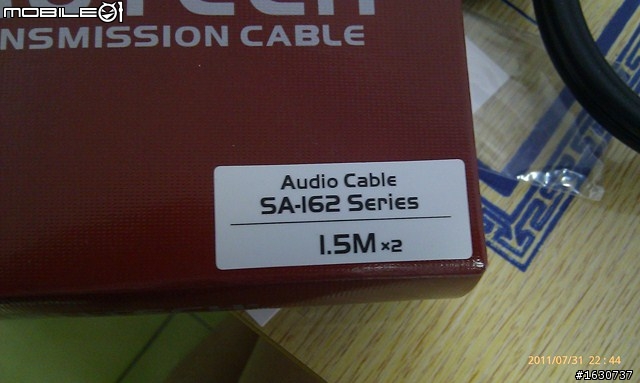 MOBILE01
NSMISSION CABLE
Audio Cable
SA-162 Series
1.5M ×2
2011/07/31 22:44
#1630737